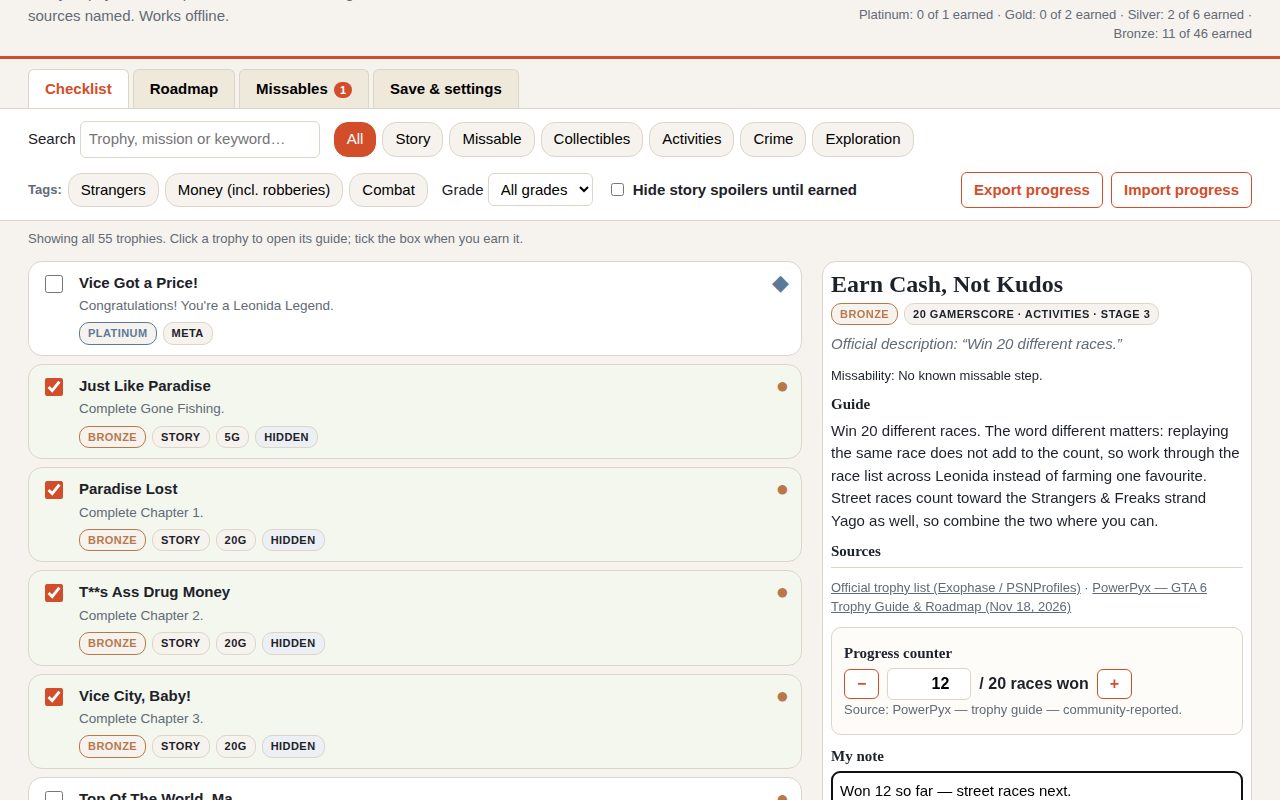 sources named. Works offline.
Platinum: 0 of 1 earned · Gold: 0 of 2 earned · Silver: 2 of 6 earned ·
Bronze: 11 of 46 earned
Checklist
Roadmap
Missables 1
Save & settings
Search Trophy, mission or keyword…
All
Story
Missable
Collectibles
Activities
Crime
Exploration
Tags:
Strangers
Money (incl. robberies)
Combat
Grade All grades
Hide story spoilers until earned
Export progress
Import progress
Showing all 55 trophies. Click a trophy to open its guide; tick the box when you earn it.
Vice Got a Price!
Congratulations! You're a Leonida Legend.
PLATINUM META
Just Like Paradise
Complete Gone Fishing.
BRONZE STORY 5G HIDDEN
Paradise Lost
Complete Chapter 1.
BRONZE STORY 20G HIDDEN
T**s Ass Drug Money
Complete Chapter 2.
BRONZE STORY 20G HIDDEN
Vice City, Baby!
Complete Chapter 3.
BRONZE STORY 20G HIDDEN
Top Of The World, Ma
Earn Cash, Not Kudos
BRONZE 20 GAMERSCORE · ACTIVITIES · STAGE 3
Official description: “Win 20 different races.”
Missability: No known missable step.
Guide
Win 20 different races. The word different matters: replaying
the same race does not add to the count, so work through the
race list across Leonida instead of farming one favourite.
Street races count toward the Strangers & Freaks strand
Yago as well, so combine the two where you can.
Sources
Official trophy list (Exophase / PSNProfiles) · PowerPyx — GTA 6
Trophy Guide & Roadmap (Nov 18, 2026)
Progress counter
− 12 / 20 races won +
Source: PowerPyx — trophy guide — community-reported.
My note
Won 12 so far — street races next.